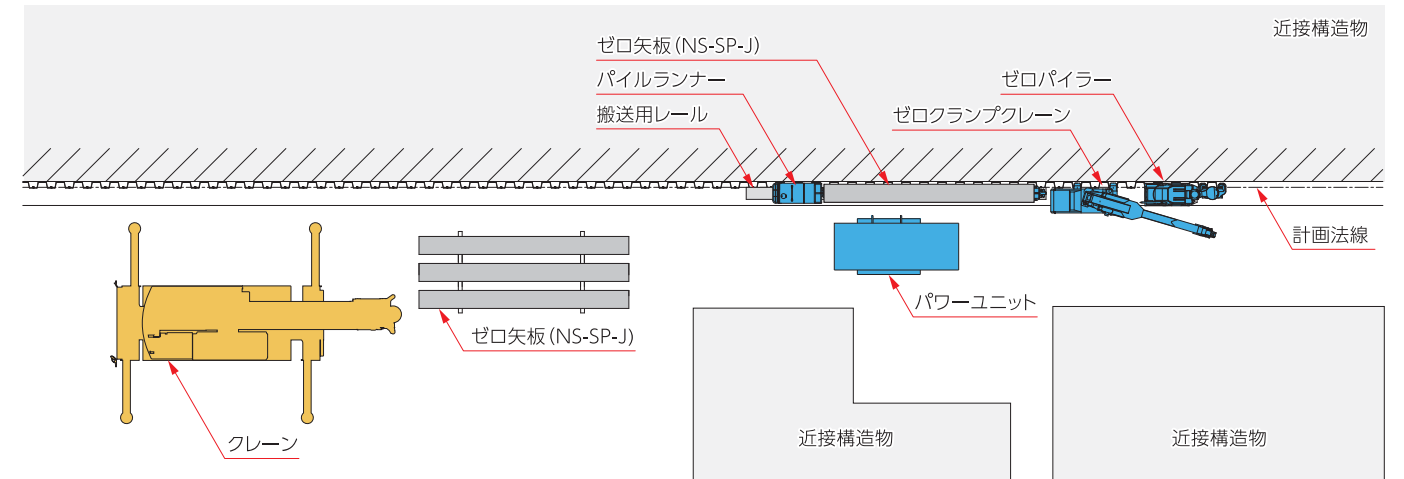 近接構造物
ゼロ矢板(NS-SP-J)
パイルランナー
搬送用レール
ゼロパイラー
ゼロクランプクレーン
計画法線
パワーユニット
ゼロ矢板(NS-SP-J)
クレーン
近接構造物
近接構造物